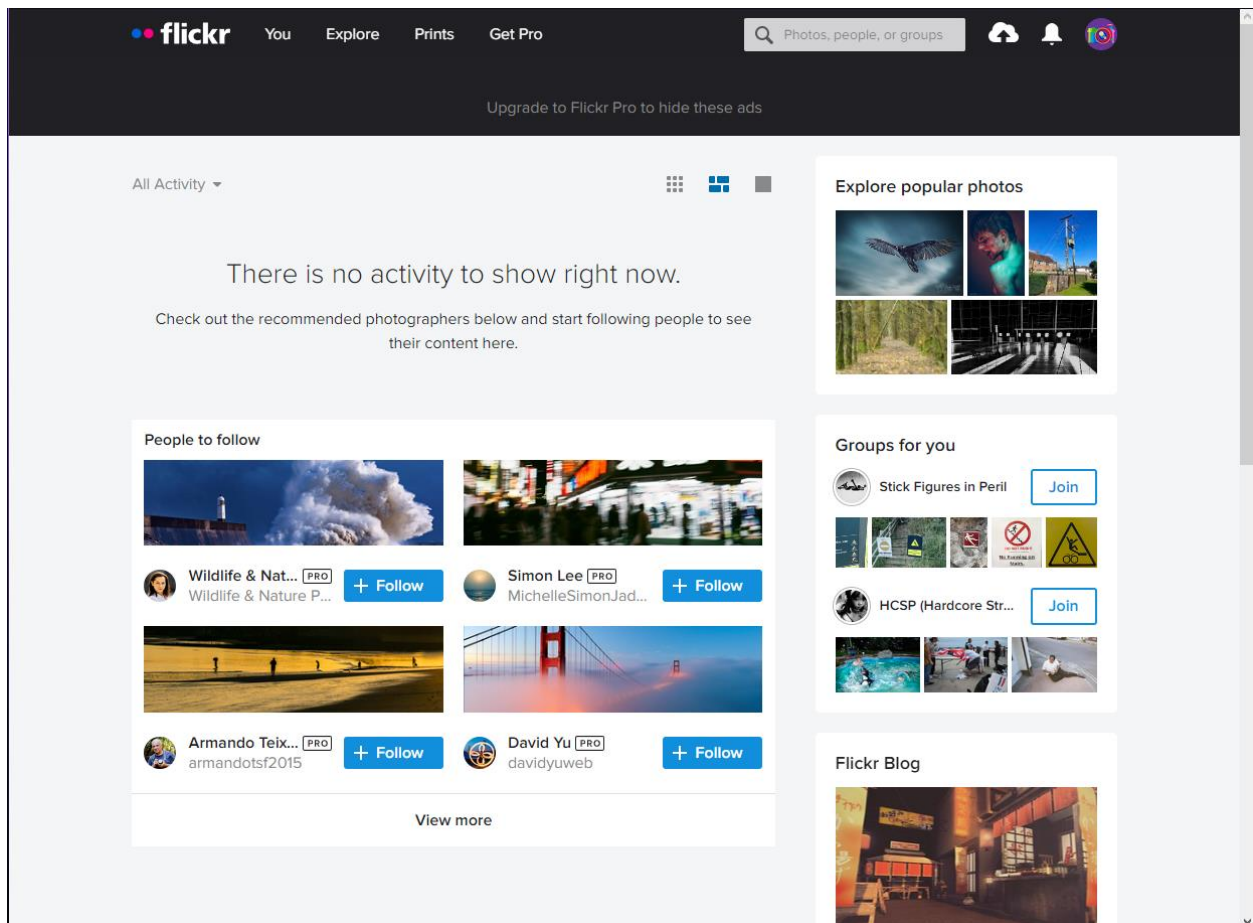 flickr You Explore Prints Get Pro Photos, people, or groups
Upgrade to Flickr Pro to hide these ads
All Activity
There is no activity to show right now.
Check out the recommended photographers below and start following people to see
their content here.
People to follow
Wildlife & Nat... PRO
Wildlife & Nature P...
+ Follow
Simon Lee PRO
MichelleSimonJad...
+ Follow
Armando Teix... PRO
armandotsf2015
+ Follow
David Yu PRO
davidyuweb
+ Follow
View more
Explore popular photos
Groups for you
Stick Figures in Peril Join
HCSP (Hardcore Str... Join
Flickr Blog